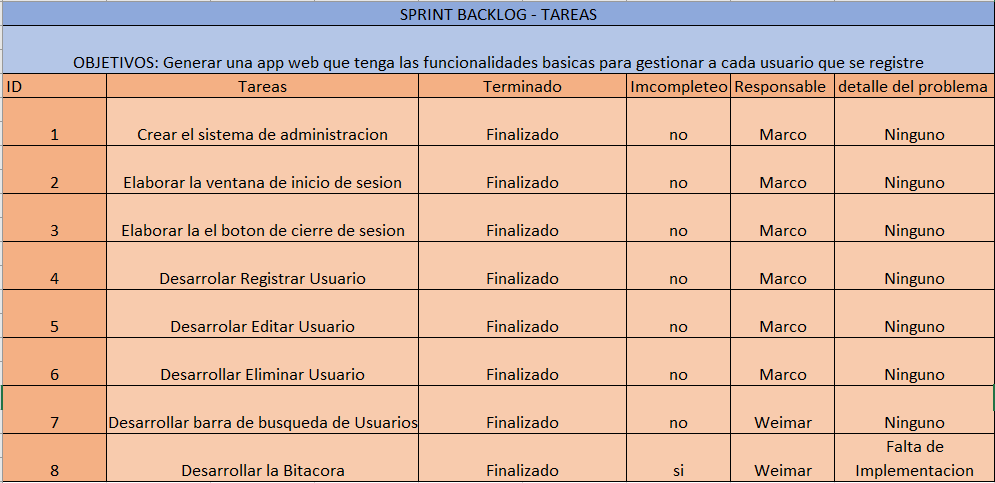 SPRINT BACKLOG - TAREAS
OBJETIVOS: Generar una app web que tenga las funcionalidades basicas para gestionar a cada usuario que se registre
ID Tareas Terminado Imcompleteo Responsable detalle del problema
1 Crear el sistema de administracion Finalizado no Marco Ninguno
2 Elaborar la ventana de inicio de sesion Finalizado no Marco Ninguno
3 Elaborar la el boton de cierre de sesion Finalizado no Marco Ninguno
4 Desarrolar Registrar Usuario Finalizado no Marco Ninguno
5 Desarrolar Editar Usuario Finalizado no Marco Ninguno
6 Desarrollar Eliminar Usuario Finalizado no Marco Ninguno
7 Desarrollar barra de busqueda de Usuarios Finalizado no Weimar Ninguno
8 Desarrollar la Bitacora Finalizado si Weimar Falta de
Implementacion